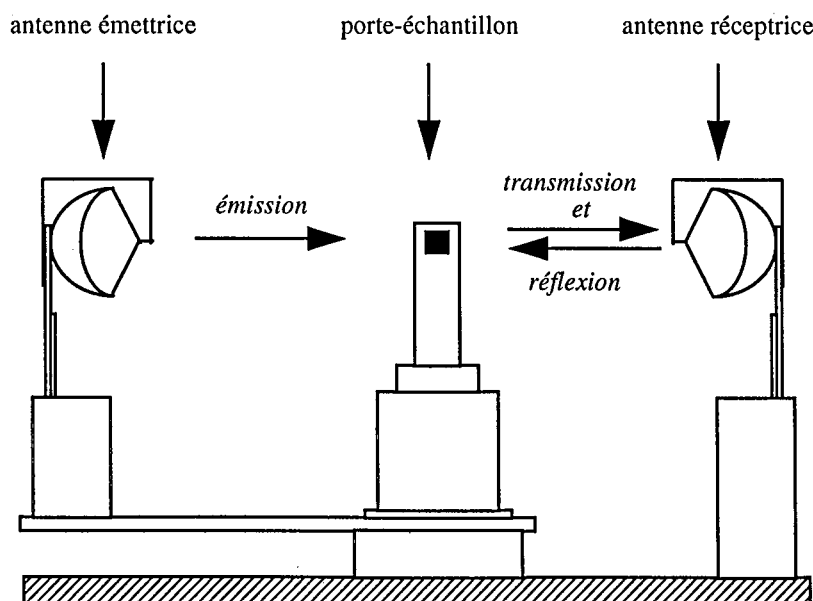 antenne émettrice
porte-échantillon
antenne réceptrice
émission
transmission
et
réflexion